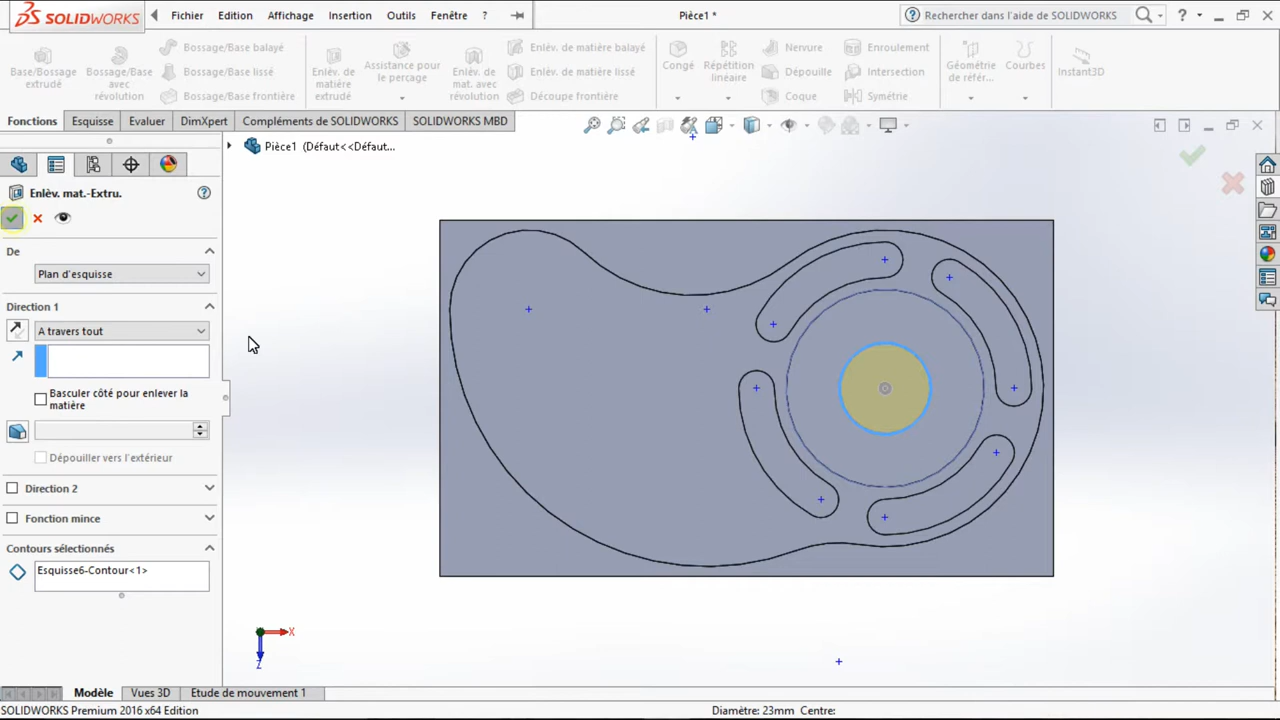 SOLIDWORKS
Fichier Edition Affichage Insertion Outils Fenêtre ?
Pièce1 *
Rechercher dans l'aide de SOLIDWORKS
?
Base/Bossage extrudé
Bossage/Base avec révolution
Bossage/Base balayé
Bossage/Base lissé
Bossage/Base frontière
Enlèv. de matière extrudé
Assistance pour le perçage
Enlèv. de mat. avec révolution
Enlèv. de matière balayé
Enlèv. de matière lissé
Découpe frontière
Congé
Répétition linéaire
Nervure
Dépouille
Coque
Enroulement
Intersection
Symétrie
Géométrie de référ...
Courbes
Instant3D
Fonctions Esquisse Evaluer DimXpert Compléments de SOLIDWORKS SOLIDWORKS MBD
Pièce1 (Défaut<<Défaut...
Enlèv. mat.-Extru.
?
De
Plan d'esquisse
Direction 1
A travers tout
Basculer côté pour enlever la
matière
Dépouiller vers l'extérieur
Direction 2
Fonction mince
Contours sélectionnés
Esquisse6-Contour<1>
X
Z
Modèle Vues 3D Etude de mouvement 1
SOLIDWORKS Premium 2016 x64 Edition
Diamètre: 23mm Centre: